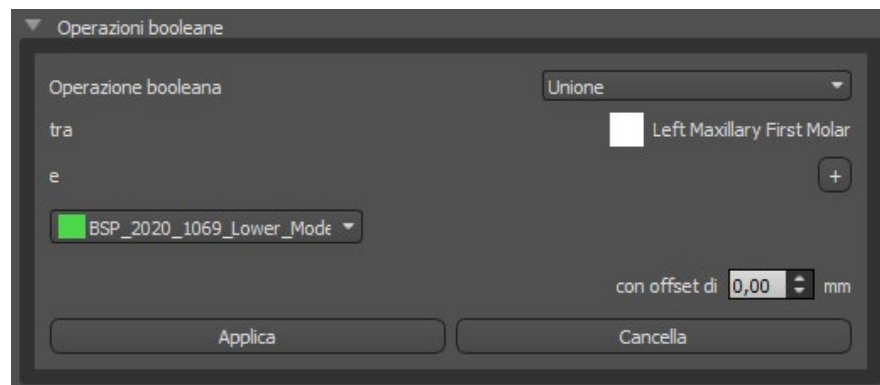 Operazioni booleane
Operazione booleana Unione
tra Left Maxillary First Molar
e +
BSP_2020_1069_Lower_Mode
con offset di 0,00 mm
Applica Cancella